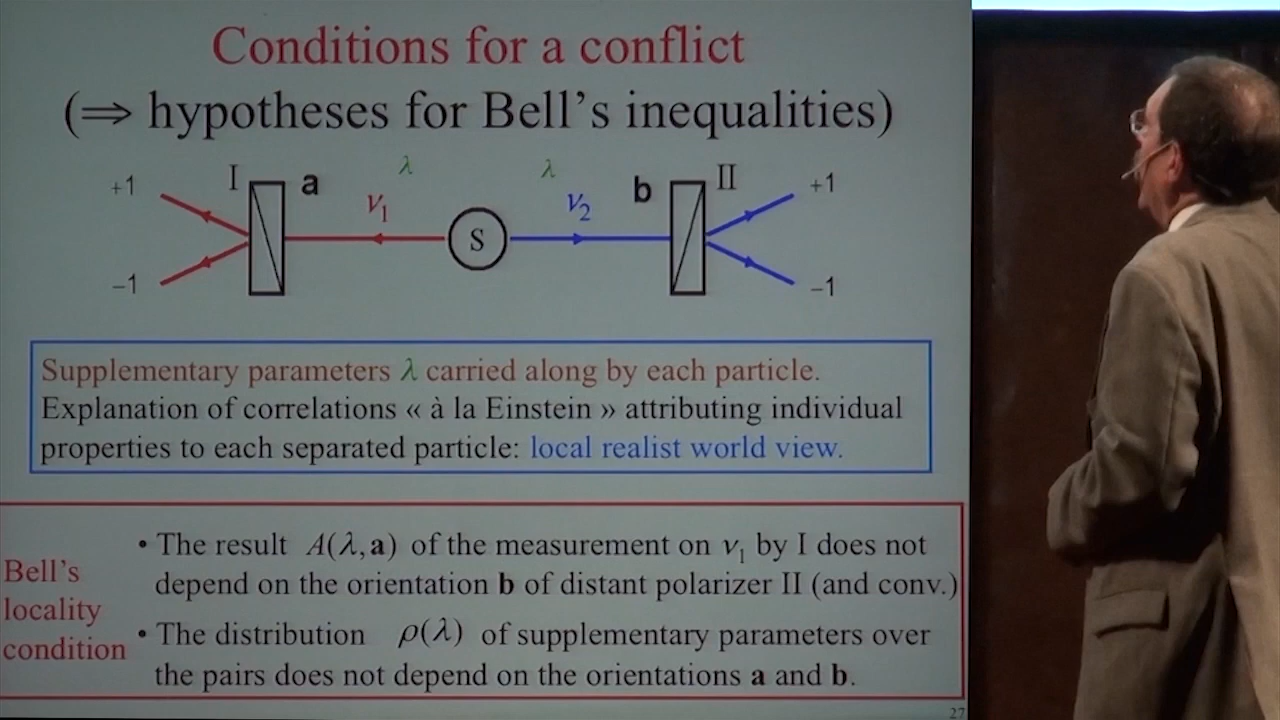 Conditions for a conflict
(⇒ hypotheses for Bell’s inequalities)
+1 I a λ λ b II +1
ν₁ S ν₂
−1 −1
Supplementary parameters λ carried along by each particle.
Explanation of correlations « à la Einstein » attributing individual
properties to each separated particle: local realist world view.
Bell’s
locality
condition
• The result A(λ,a) of the measurement on ν₁ by I does not
depend on the orientation b of distant polarizer II (and conv.)
• The distribution ρ(λ) of supplementary parameters over
the pairs does not depend on the orientations a and b.
27